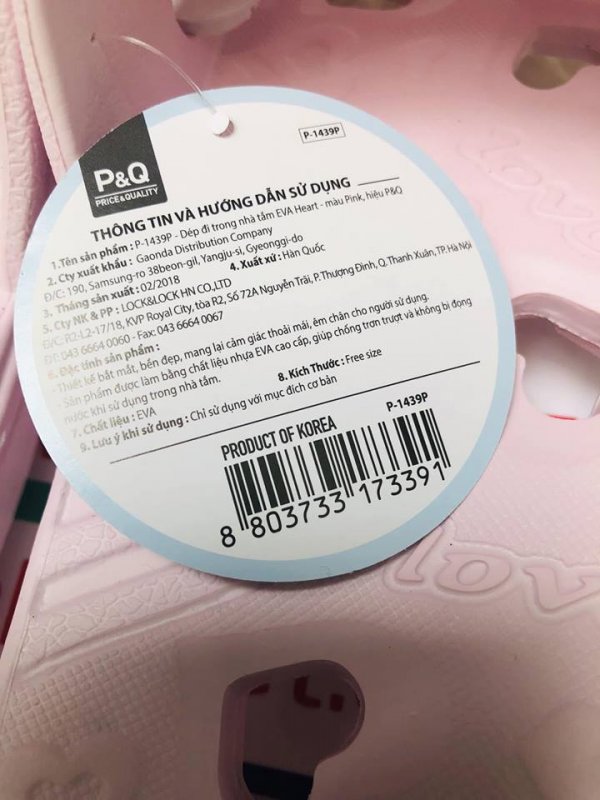 P-1439P
P&Q
PRICE & QUALITY
THÔNG TIN VÀ HƯỚNG DẪN SỬ DỤNG
1.Tên sản phẩm : P-1439P - Dép đi trong nhà tắm EVA Heart - màu Pink, hiệu P&Q
2. Cty xuất khẩu : Gaonda Distribution Company
Đ/C: 190, Samsung-ro 38beon-gil, Yangju-si, Gyeonggi-do
3. Tháng sản xuất : 02/2018 4. Xuất xứ : Hàn Quốc
5. Cty NK & PP : LOCK&LOCK HN CO.,LTD
Đ/C: R2-L2-17/18, KVP Royal City, tòa R2, Số 72A Nguyễn Trãi, P. Thượng Đình, Q. Thanh Xuân, TP. Hà Nội
ĐT: 043 6664 0060 - Fax: 043 6664 0067
6. Đặc tính sản phẩm :
- Thiết kế bắt mắt, bền đẹp, mang lại cảm giác thoải mái, êm chân cho người sử dụng.
- Sản phẩm được làm bằng chất liệu nhựa EVA cao cấp, giúp chống trơn trượt và không bị đọng
nước khi sử dụng trong nhà tắm.
7. Chất liệu : EVA 8. Kích Thước : Free size
9. Lưu ý khi sử dụng : Chỉ sử dụng với mục đích cơ bản
PRODUCT OF KOREA P-1439P
8 803733 173391